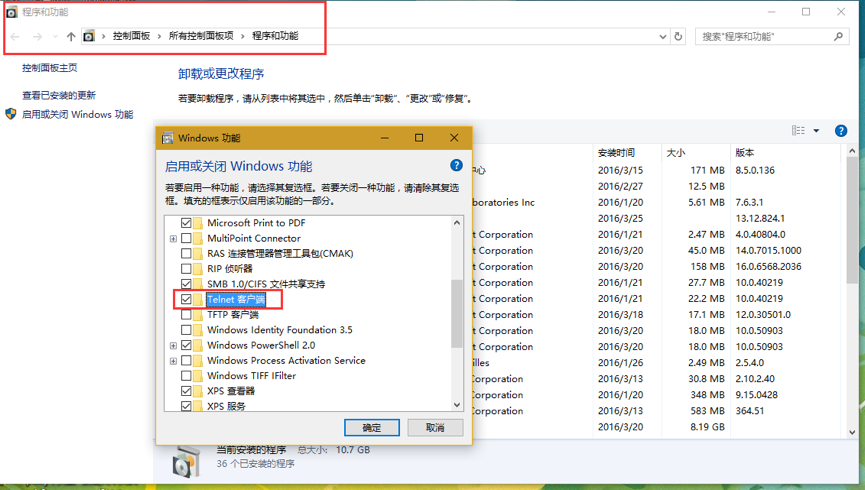 程序和功能
控制面板 › 所有控制面板项 › 程序和功能
搜索"程序和功能"
控制面板主页
查看已安装的更新
启用或关闭 Windows 功能
卸载或更改程序
若要卸载程序，请从列表中将其选中，然后单击“卸载”、“更改”或“修复”。
安装时间 大小 版本
中心 2016/3/15 171 MB 8.5.0.136
2016/2/27 12.5 MB
boratories Inc 2016/1/20 5.61 MB 7.6.3.1
2016/3/25 13.12.824.1
t Corporation 2016/1/21 2.47 MB 4.0.40804.0
t Corporation 2016/3/20 45.0 MB 14.0.7015.1000
t Corporation 2016/3/20 158 MB 16.0.6568.2036
t Corporation 2016/1/21 27.7 MB 10.0.40219
t Corporation 2016/1/21 22.2 MB 10.0.40219
t Corporation 2016/3/18 17.1 MB 12.0.30501.0
t Corporation 2016/3/20 18.0 MB 10.0.50903
t Corporation 2016/3/20 18.0 MB 10.0.50903
illes 2016/1/26 2.49 MB 2.5.4.0
Corporation 2016/3/13 30.8 MB 2.10.2.40
Corporation 2016/1/20 348 MB 9.15.0428
Corporation 2016/3/13 583 MB 364.51
2016/3/20 8.19 GB
Windows 功能
启用或关闭 Windows 功能
若要启用一种功能，请选择其复选框。若要关闭一种功能，请清除其复选
框。填充的框表示仅启用该功能的一部分。
Microsoft Print to PDF
MultiPoint Connector
RAS 连接管理器管理工具包(CMAK)
RIP 侦听器
SMB 1.0/CIFS 文件共享支持
Telnet 客户端
TFTP 客户端
Windows Identity Foundation 3.5
Windows PowerShell 2.0
Windows Process Activation Service
Windows TIFF IFilter
XPS 查看器
XPS 服务
确定 取消
当前安装的程序 总大小: 10.7 GB
36 个已安装的程序